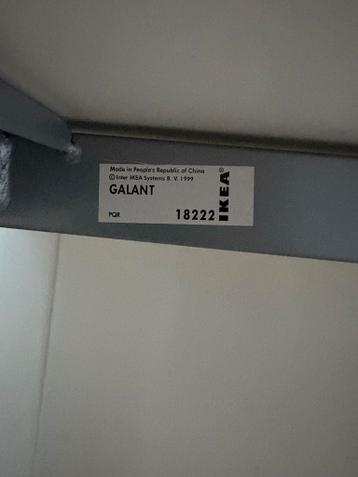 Made in People's Republic of China
© Inter IKEA Systems B. V. 1999
GALANT
PQR 18222
IKEA®